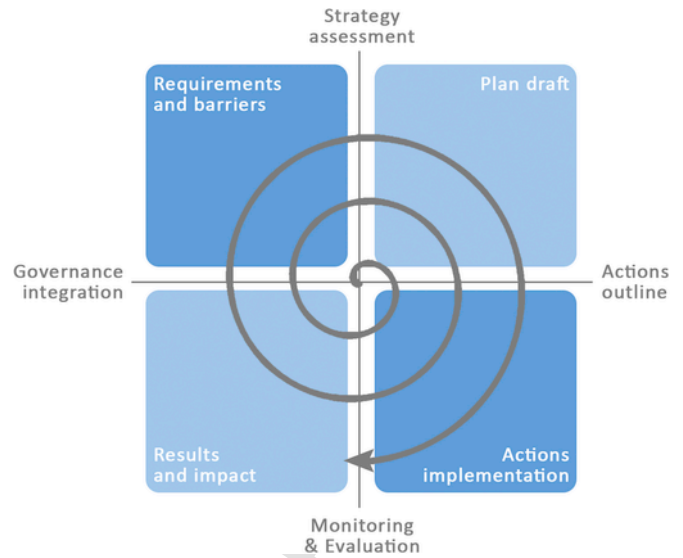 Strategy
assessment
Requirements
and barriers
Plan draft
Governance
integration
Actions
outline
Results
and impact
Actions
implementation
Monitoring
& Evaluation